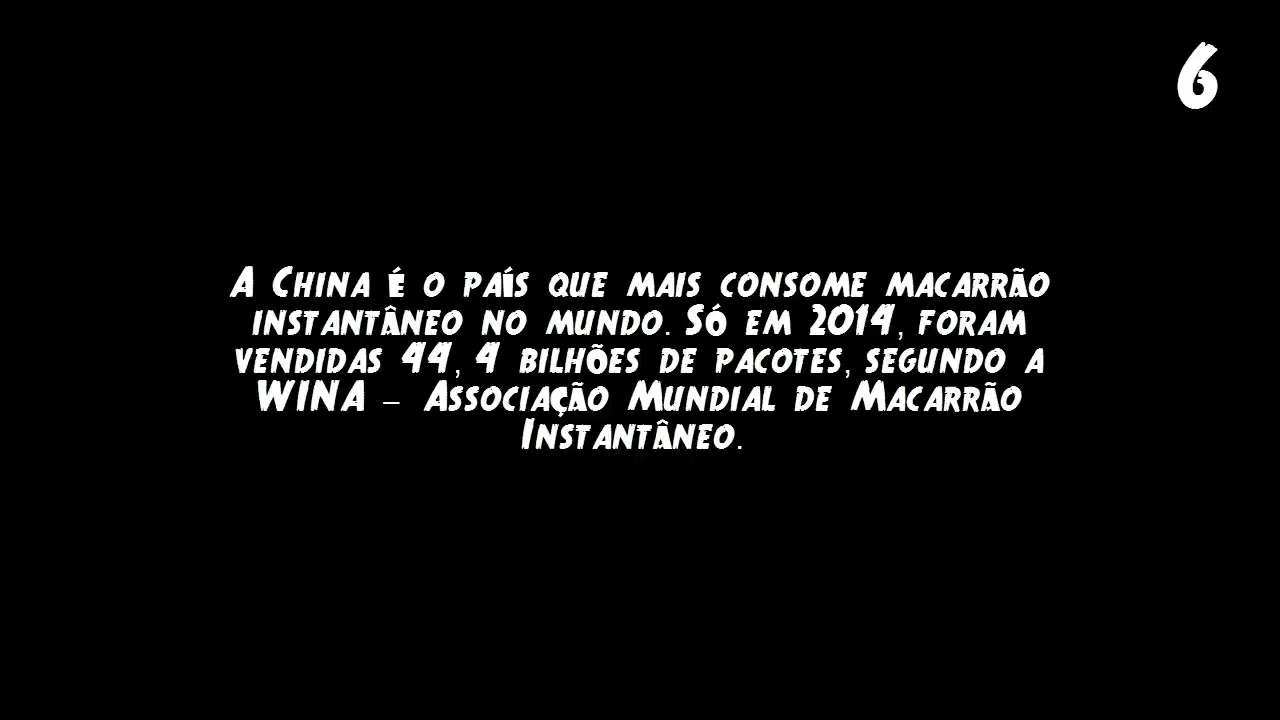 6
A China é o país que mais consome macarrão
instantâneo no mundo. Só em 2014, foram
vendidas 44, 4 bilhões de pacotes, segundo a
WINA – Associação Mundial de Macarrão
Instantâneo.